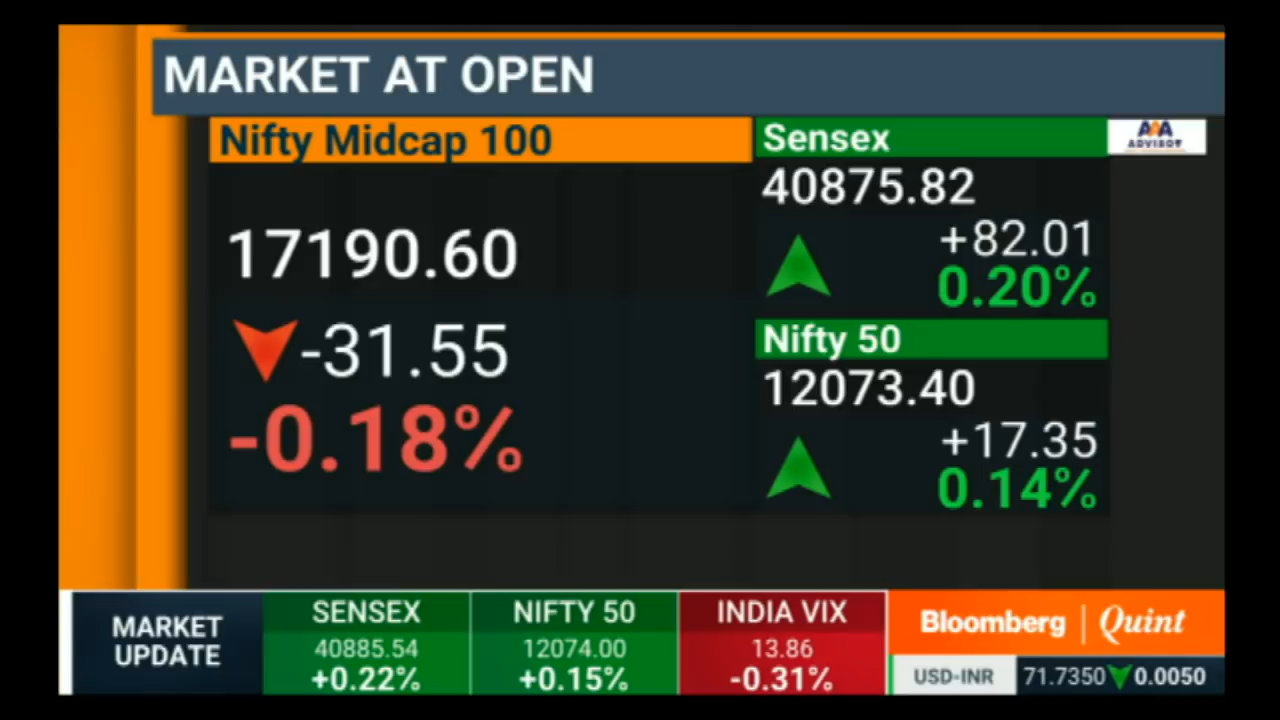 MARKET AT OPEN
Nifty Midcap 100
17190.60
-31.55
-0.18%
Sensex
40875.82
+82.01
0.20%
Nifty 50
12073.40
+17.35
0.14%
AAA
ADVISOR
MARKET
UPDATE
SENSEX
40885.54
+0.22%
NIFTY 50
12074.00
+0.15%
INDIA VIX
13.86
-0.31%
Bloomberg | Quint
USD-INR 71.7350 0.0050